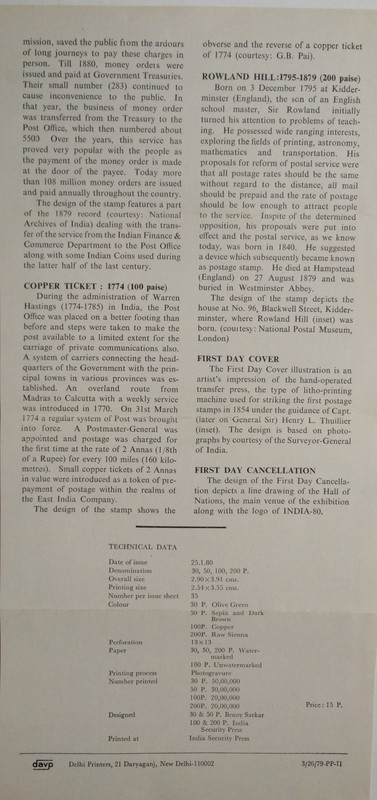 mission, saved the public from the ardours
of long journeys to pay these charges in
person. Till 1880, money orders were
issued and paid at Government Treasuries.
Their small number (283) continued to
cause inconvenience to the public. In
that year, the business of money order
was transferred from the Treasury to the
Post Office, which then numbered about
5500 Over the years, this service has
proved very popular with the people as
the payment of the money order is made
at the door of the payee. Today more
than 108 million money orders are issued
and paid annually throughout the country.
The design of the stamp features a part
of the 1879 record (courtesy: National
Archives of India) dealing with the trans-
fer of the service from the Indian Finance &
Commerce Department to the Post Office
along with some Indian Coins used during
the latter half of the last century.
COPPER TICKET : 1774 (100 paise)
During the administration of Warren
Hastings (1774-1785) in India, the Post
Office was placed on a better footing than
before and steps were taken to make the
post available to a limited extent for the
carriage of private communications also.
A system of carriers connecting the head-
quarters of the Government with the prin-
cipal towns in various provinces was es-
tablished. An overland route from
Madras to Calcutta with a weekly service
was introduced in 1770. On 31st March
1774 a regular system of Post was brought
into force. A Postmaster-General was
appointed and postage was charged for
the first time at the rate of 2 Annas (1/8th
of a Rupee) for every 100 miles (160 kilo-
metres). Small copper tickets of 2 Annas
in value were introduced as a token of pre-
payment of postage within the realms of
the East India Company.
The design of the stamp shows the
obverse and the reverse of a copper ticket
of 1774 (courtesy: G.B. Pai).
ROWLAND HILL:1795-1879 (200 paise)
Born on 3 December 1795 at Kidder-
minster (England), the son of an English
school master, Sir Rowland initially
turned his attention to problems of teach-
ing. He possessed wide ranging interests,
exploring the fields of printing, astronomy,
mathematics and transportation. His
proposals for reform of postal service were
that all postage rates should be the same
without regard to the distance, all mail
should be prepaid and the rate of postage
should be low enough to attract people
to the service. Inspite of the determined
opposition, his proposals were put into
effect and the postal service, as we know
today, was born in 1840. He suggested
a device which subsequently became known
as postage stamp. He died at Hampstead
(England) on 27 August 1879 and was
buried in Westminster Abbey.
The design of the stamp depicts the
house at No. 96, Blackwell Street, Kidder-
minster, where Rowland Hill (inset) was
born. (courtesy: National Postal Museum,
London)
FIRST DAY COVER
The First Day Cover illustration is an
artist's impression of the hand-operated
transfer press, the type of litho-printing
machine used for striking the first postage
stamps in 1854 under the guidance of Capt.
(later on General Sir) Henry L. Thuillier
(inset). The design is based on photo-
graphs by courtesy of the Surveyor-General
of India.
FIRST DAY CANCELLATION
The design of the First Day Cancella-
tion depicts a line drawing of the Hall of
Nations, the main venue of the exhibition
along with the logo of INDIA-80.
TECHNICAL DATA
Date of issue 25.1.80
Denomination 30, 50, 100, 200 P.
Overall size 2.90×3.91 cms.
Printing size 2.54×3.55 cms.
Number per issue sheet 35
Colour 30 P. Olive Green
50 P. Sepia and Dark
Brown
100P. Copper
200P. Raw Sienna
Perforation 13×13
Paper 30, 50, 200 P. Water-
marked
100 P. Unwatermarked
Printing process Photogravure
Number printed 30 P. 50,00,000
50 P. 30,00,000
100P. 20,00,000
200P. 20,00,000
Price: 15 P.
Designed 30 & 50 P. Benoy Sarkar
100 & 200 P. India
Security Press
Printed at India Security Press
davp Delhi Printers, 21 Daryaganj, New Delhi-110002 3/26/79-PP-II